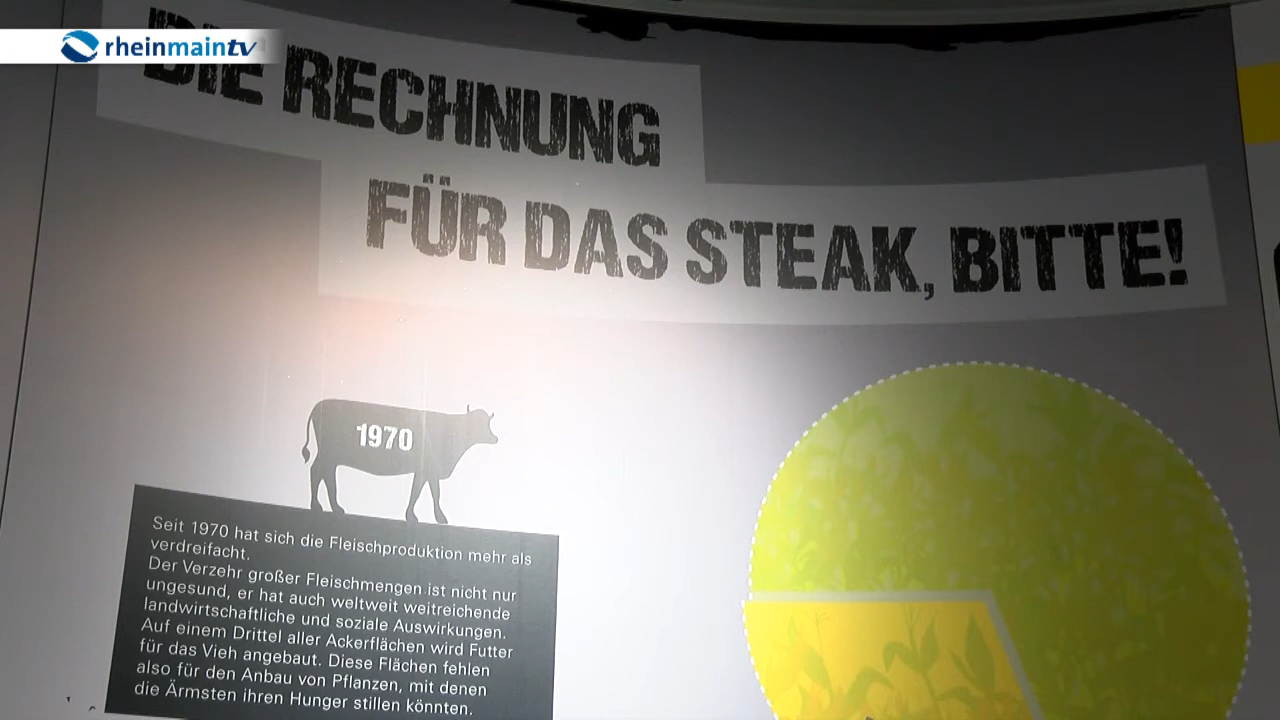 rheinmaintv
DIE RECHNUNG
FÜR DAS STEAK, BITTE!
1970
Seit 1970 hat sich die Fleischproduktion mehr als
verdreifacht.
Der Verzehr großer Fleischmengen ist nicht nur
ungesund, er hat auch weltweit weitreichende
landwirtschaftliche und soziale Auswirkungen.
Auf einem Drittel aller Ackerflächen wird Futter
für das Vieh angebaut. Diese Flächen fehlen
also für den Anbau von Pflanzen, mit denen
die Ärmsten ihren Hunger stillen könnten.